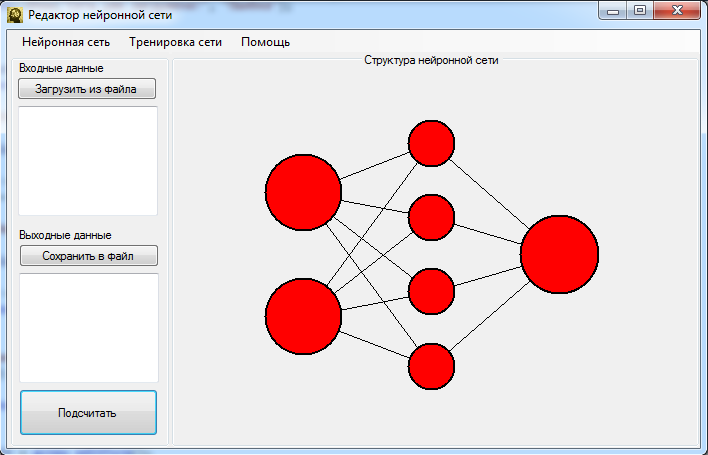 Редактор нейронной сети
Нейронная сеть Тренировка сети Помощь
Входные данные
Загрузить из файла
Выходные данные
Сохранить в файл
Подсчитать
Структура нейронной сети